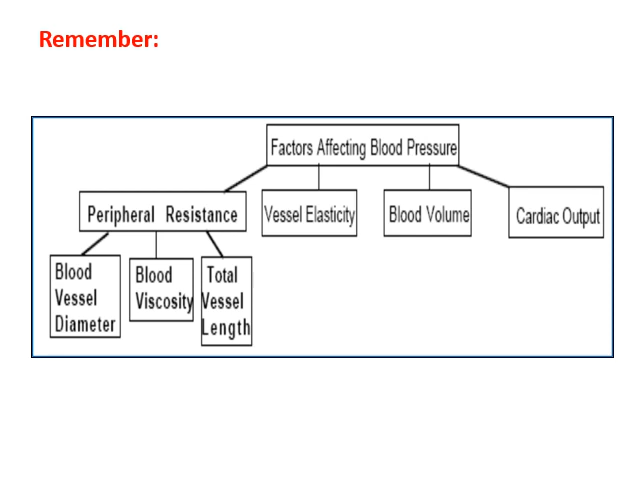 Remember:
Factors Affecting Blood Pressure
Peripheral Resistance
Vessel Elasticity
Blood Volume
Cardiac Output
Blood
Vessel
Diameter
Blood
Viscosity
Total
Vessel
Length